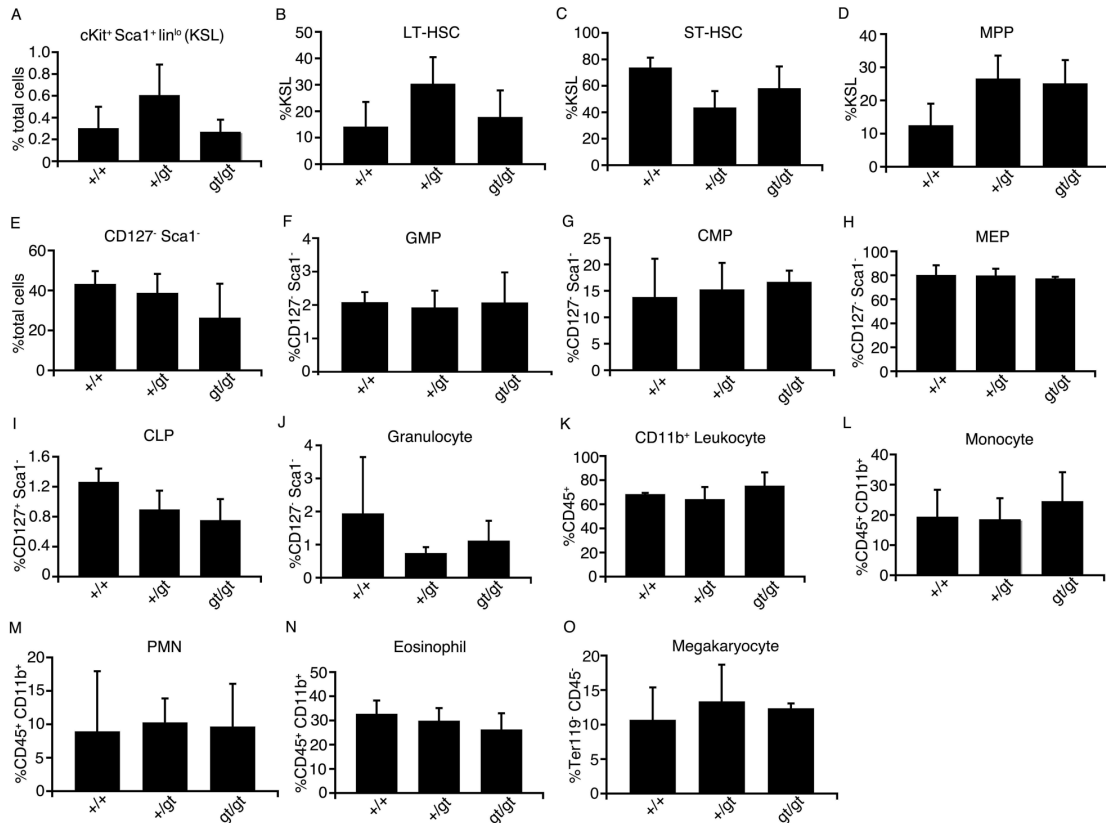 A
cKit⁺ Sca1⁺ linˡᵒ (KSL)
% total cells
1.0
0.8
0.6
0.4
0.2
0
+/+
+/gt
gt/gt
B
LT-HSC
%KSL
50
40
30
20
10
0
+/+
+/gt
gt/gt
C
ST-HSC
%KSL
100
80
60
40
20
0
+/+
+/gt
gt/gt
D
MPP
%KSL
40
30
20
10
0
+/+
+/gt
gt/gt
E
CD127⁻ Sca1⁻
%total cells
60
40
20
0
+/+
+/gt
gt/gt
F
GMP
%CD127⁻ Sca1⁻
4
3
2
1
0
+/+
+/gt
gt/gt
G
CMP
%CD127⁻ Sca1⁻
25
20
15
10
5
0
+/+
+/gt
gt/gt
H
MEP
%CD127⁻ Sca1⁻
100
80
60
40
20
0
+/+
+/gt
gt/gt
I
CLP
%CD127⁺ Sca1⁻
1.6
1.2
0.8
0.4
0
+/+
+/gt
gt/gt
J
Granulocyte
%CD127⁻ Sca1⁻
4
3
2
1
0
+/+
+/gt
gt/gt
K
CD11b⁺ Leukocyte
%CD45⁺
100
80
60
40
20
0
+/+
+/gt
gt/gt
L
Monocyte
%CD45⁺ CD11b⁺
50
40
30
20
10
0
+/+
+/gt
gt/gt
M
PMN
%CD45⁺ CD11b⁺
20
15
10
5
0
+/+
+/gt
gt/gt
N
Eosinophil
%CD45⁺ CD11b⁺
50
40
30
20
10
0
+/+
+/gt
gt/gt
O
Megakaryocyte
%Ter119⁻ CD45⁻
20
15
10
5
0
+/+
+/gt
gt/gt